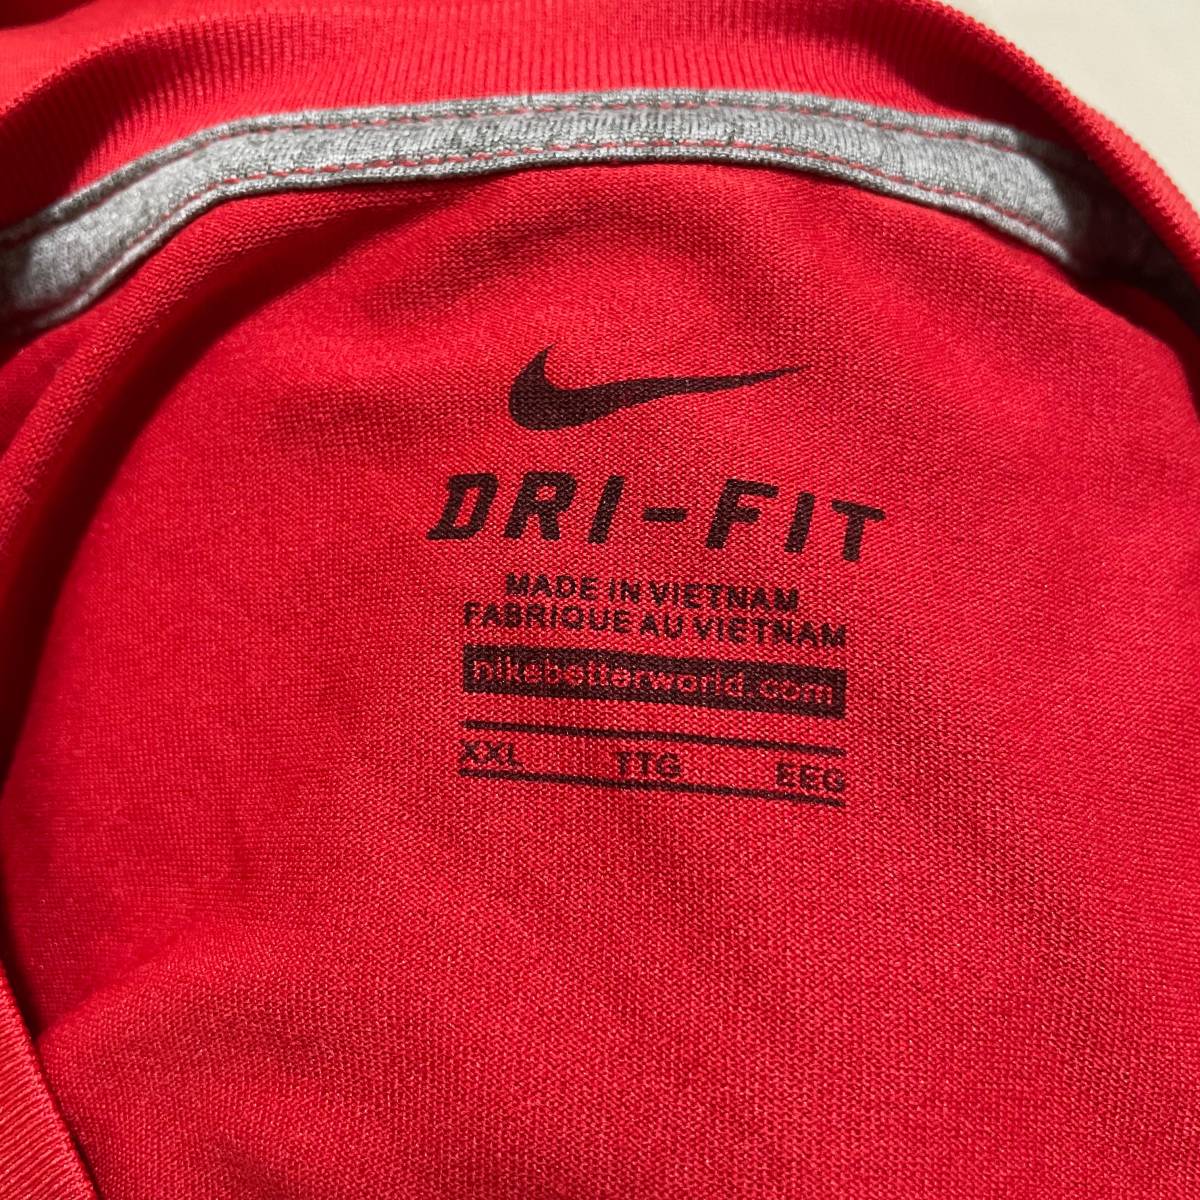 DRI-FIT
MADE IN VIETNAM
FABRIQUE AU VIETNAM
nikebetterworld.com
XXL TTG EEG